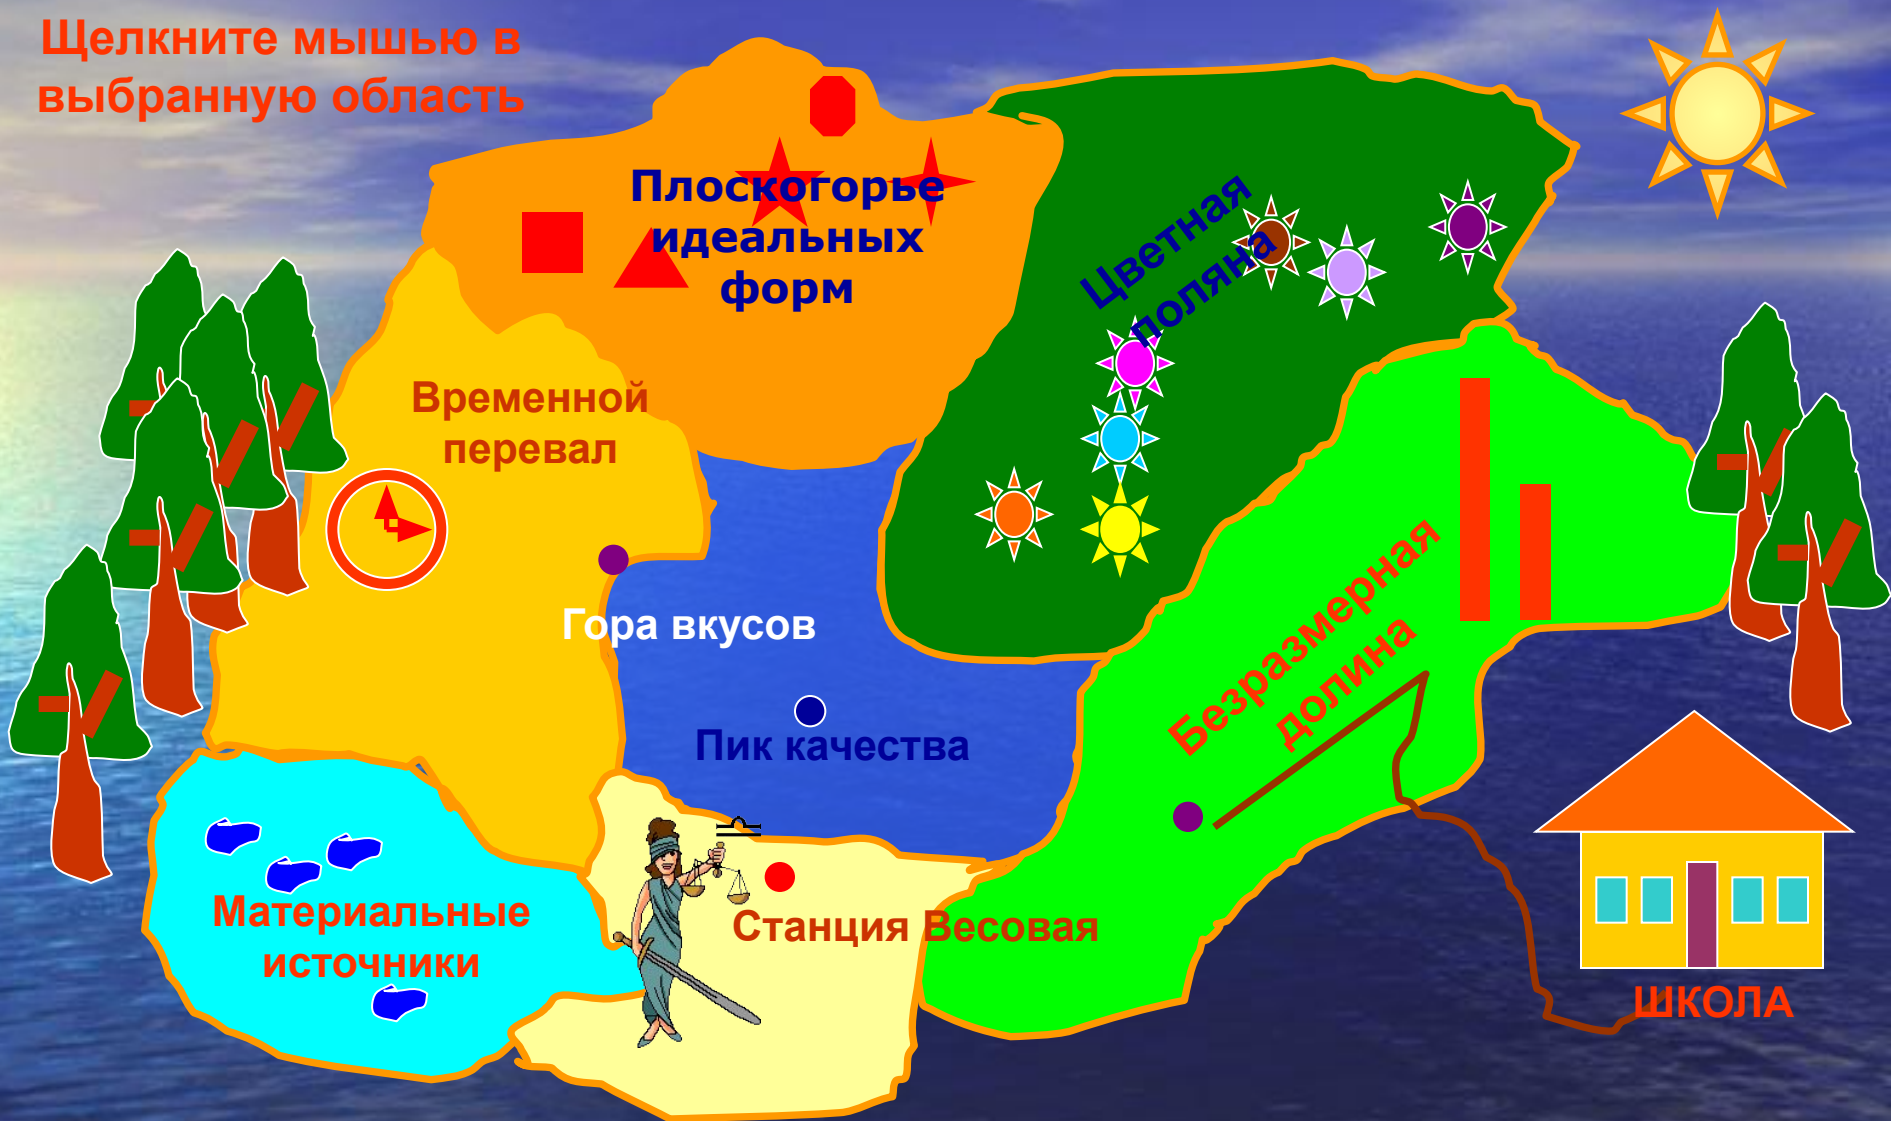 Щелкните мышью в
выбранную область
Плоскогорье
идеальных
форм
Цветная
поляна
Временной
перевал
Гора вкусов
Безразмерная
долина
Пик качества
Материальные
источники
Станция Весовая
ШКОЛА